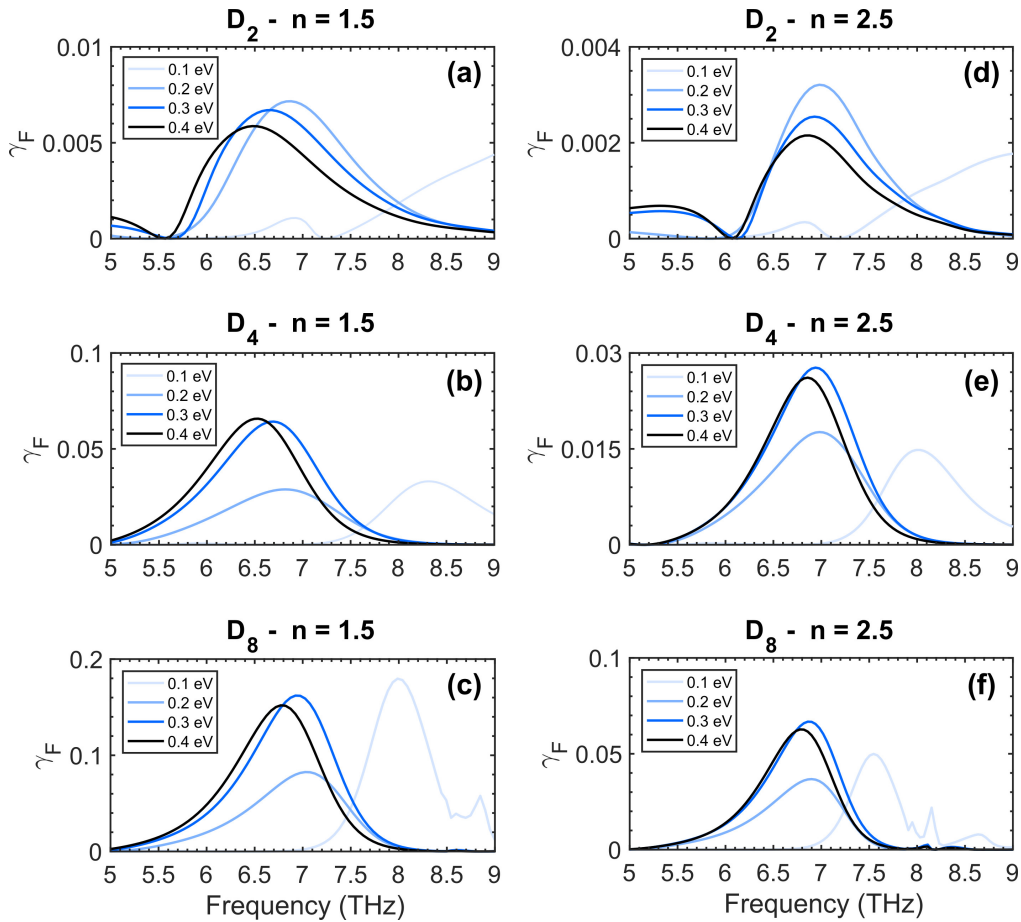 D2 - n = 1.5
0.01
0.005
0
γF
(a)
0.1 eV
0.2 eV
0.3 eV
0.4 eV
5 5.5 6 6.5 7 7.5 8 8.5 9
D2 - n = 2.5
0.004
0.002
0
γF
(d)
0.1 eV
0.2 eV
0.3 eV
0.4 eV
5 5.5 6 6.5 7 7.5 8 8.5 9
D4 - n = 1.5
0.1
0.05
0
γF
(b)
0.1 eV
0.2 eV
0.3 eV
0.4 eV
5 5.5 6 6.5 7 7.5 8 8.5 9
D4 - n = 2.5
0.03
0.015
0
γF
(e)
0.1 eV
0.2 eV
0.3 eV
0.4 eV
5 5.5 6 6.5 7 7.5 8 8.5 9
D8 - n = 1.5
0.2
0.1
0
γF
(c)
0.1 eV
0.2 eV
0.3 eV
0.4 eV
5 5.5 6 6.5 7 7.5 8 8.5 9
Frequency (THz)
D8 - n = 2.5
0.1
0.05
0
γF
(f)
0.1 eV
0.2 eV
0.3 eV
0.4 eV
5 5.5 6 6.5 7 7.5 8 8.5 9
Frequency (THz)